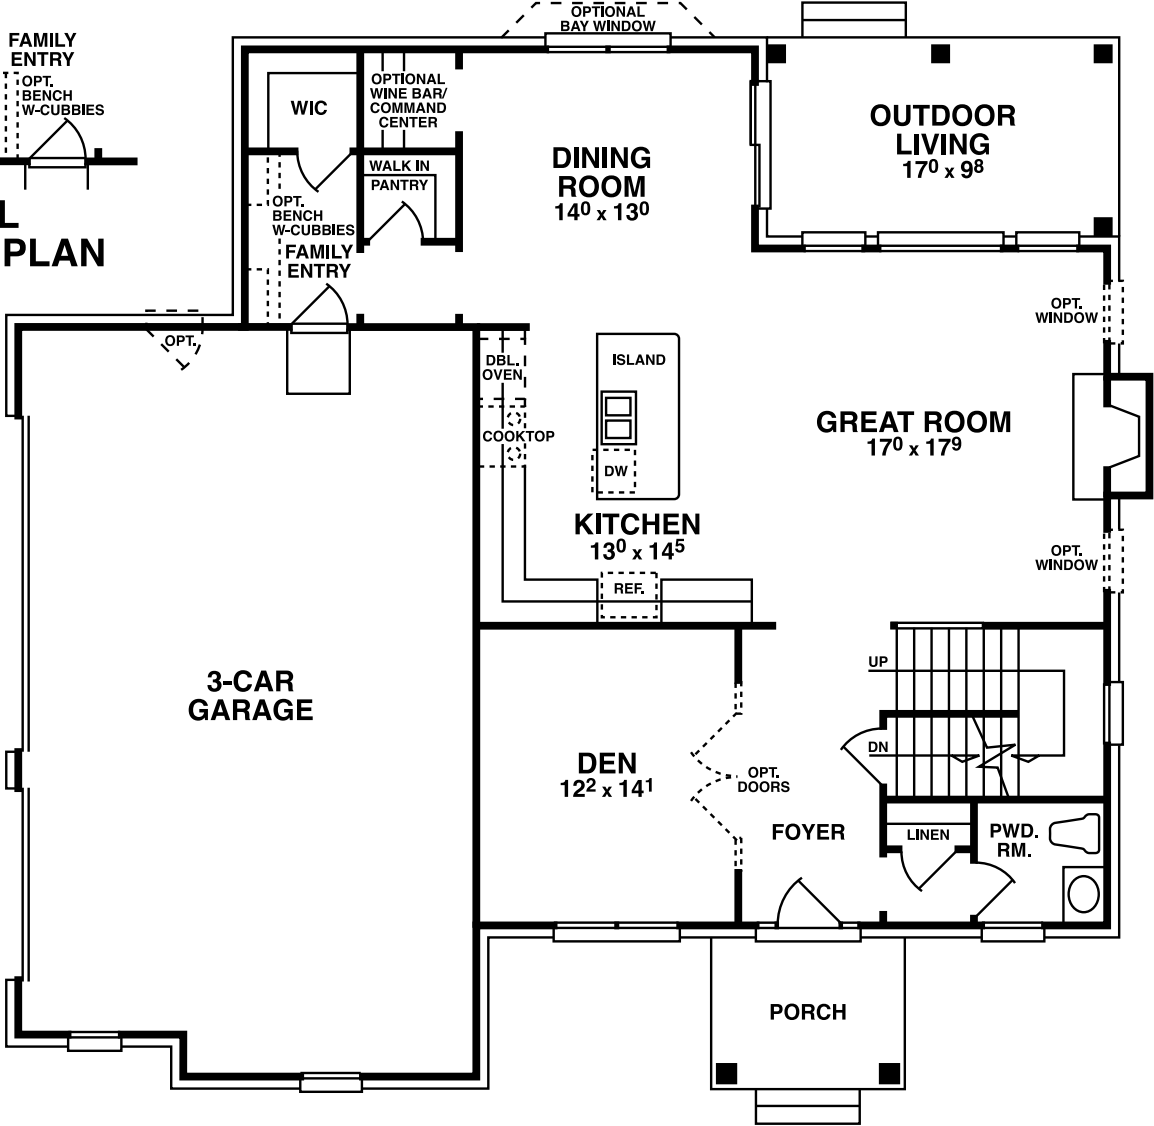 FAMILY
ENTRY
OPT.
BENCH
W-CUBBIES
L
PLAN
OPTIONAL
BAY WINDOW
WIC
OPTIONAL
WINE BAR/
COMMAND
CENTER
WALK IN
PANTRY
OPT.
BENCH
W-CUBBIES
FAMILY
ENTRY
DINING
ROOM
14⁰ x 13⁰
OUTDOOR
LIVING
17⁰ x 9⁸
OPT.
WINDOW
OPT.
DBL.
OVEN
COOKTOP
ISLAND
DW
KITCHEN
13⁰ x 14⁵
REF.
GREAT ROOM
17⁰ x 17⁹
OPT.
WINDOW
3-CAR
GARAGE
DEN
12² x 14¹
OPT.
DOORS
UP
DN
FOYER
LINEN
PWD.
RM.
PORCH